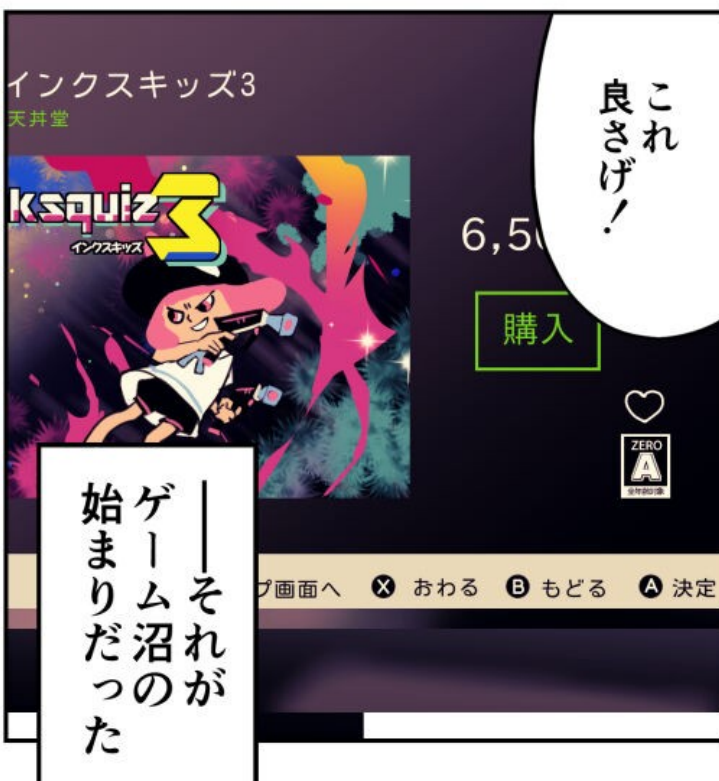 インクスキッズ3
天丼堂
これ
良さげ!
ksquiz
3
インクスキッズ
6,5
購入
ZERO
A
全年齢対象
――それが
ゲーム沼の
始まりだった
プ画面へ X おわる B もどる A 決定